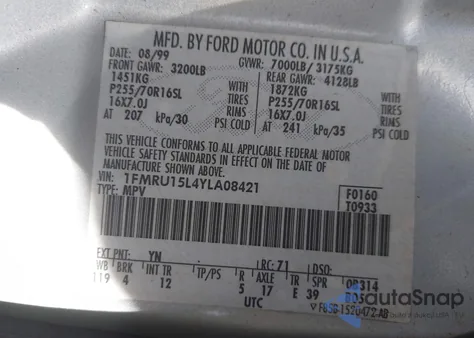 MFD. BY FORD MOTOR CO. IN U.S.A.
DATE: 08/99 GVWR: 7000LB/ 3175KG
FRONT GAWR: 3200LB REAR GAWR: 4128LB
1451KG WITH 1872KG WITH
P255/70R16SL TIRES P255/70R16SL TIRES
16X7.0J RIMS 16X7.0J RIMS
AT 207 kPa/30 PSI COLD AT 241 kPa/35 PSI COLD
THIS VEHICLE CONFORMS TO ALL APPLICABLE FEDERAL MOTOR
VEHICLE SAFETY STANDARDS IN EFFECT ON THE DATE OF
MANUFACTURE SHOWN ABOVE.
VIN: 1FMRU15L4YLA08421 F0160
TYPE: MPV T0933
EXT PNT: YN RC: 71 DSO:
WB BRK INT TR TP/PS R AXLE TR SPR
119 4 12 5 17 E 39
UTC
autaSnap